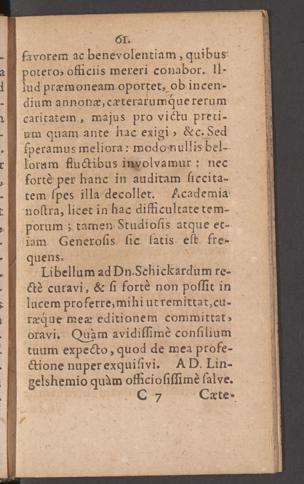 61.
favorem ac benevolentiam, quibus
potero, officiis mereri conabor. Il-
lud præmoneam oportet, ob incen-
dium annonæ, cæterarumq́ue rerum
caritatem, majus pro victu preti-
um quam ante hac exigi, &c. Sed
speramus meliora: modo nullis bel-
lorum fluctibus involvamur: nec
fortè per hanc in auditam siccita-
tem spes illa decollet. Academia
nostra, licet in hac difficultate tem-
porum; tamen Studiosis atque et-
iam Generosis sic satis est fre-
quens.
Libellum ad Dn. Schickardum re-
ctè curavi, & si fortè non possit in
lucem proferre, mihi ut remittat, cu-
ræque meæ editionem committat,
oravi. Quàm avidissimè consilium
tuum expecto, quod de mea profe-
ctione nuper exquisivi. A D. Lin-
gelshemio quàm officiosissimè salve.
C 7 Cæte-